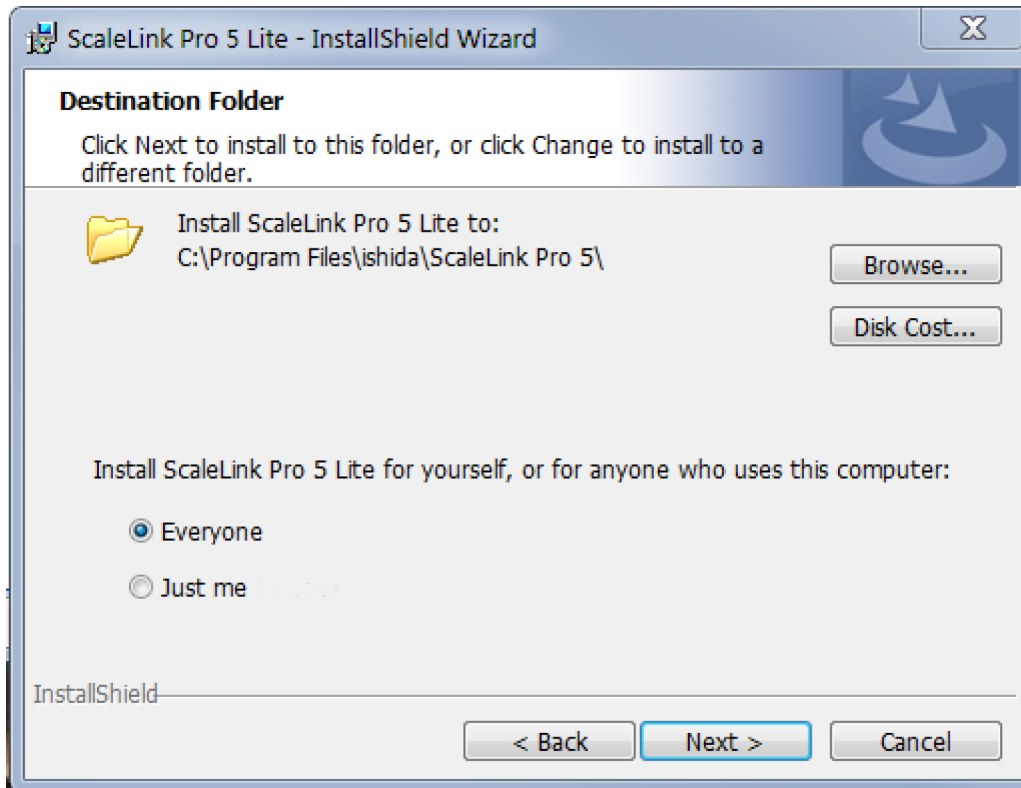 ScaleLink Pro 5 Lite - InstallShield Wizard
Destination Folder
Click Next to install to this folder, or click Change to install to a
different folder.
Install ScaleLink Pro 5 Lite to:
C:\Program Files\ishida\ScaleLink Pro 5\
Browse...
Disk Cost...
Install ScaleLink Pro 5 Lite for yourself, or for anyone who uses this computer:
Everyone
Just me
InstallShield
< Back
Next >
Cancel